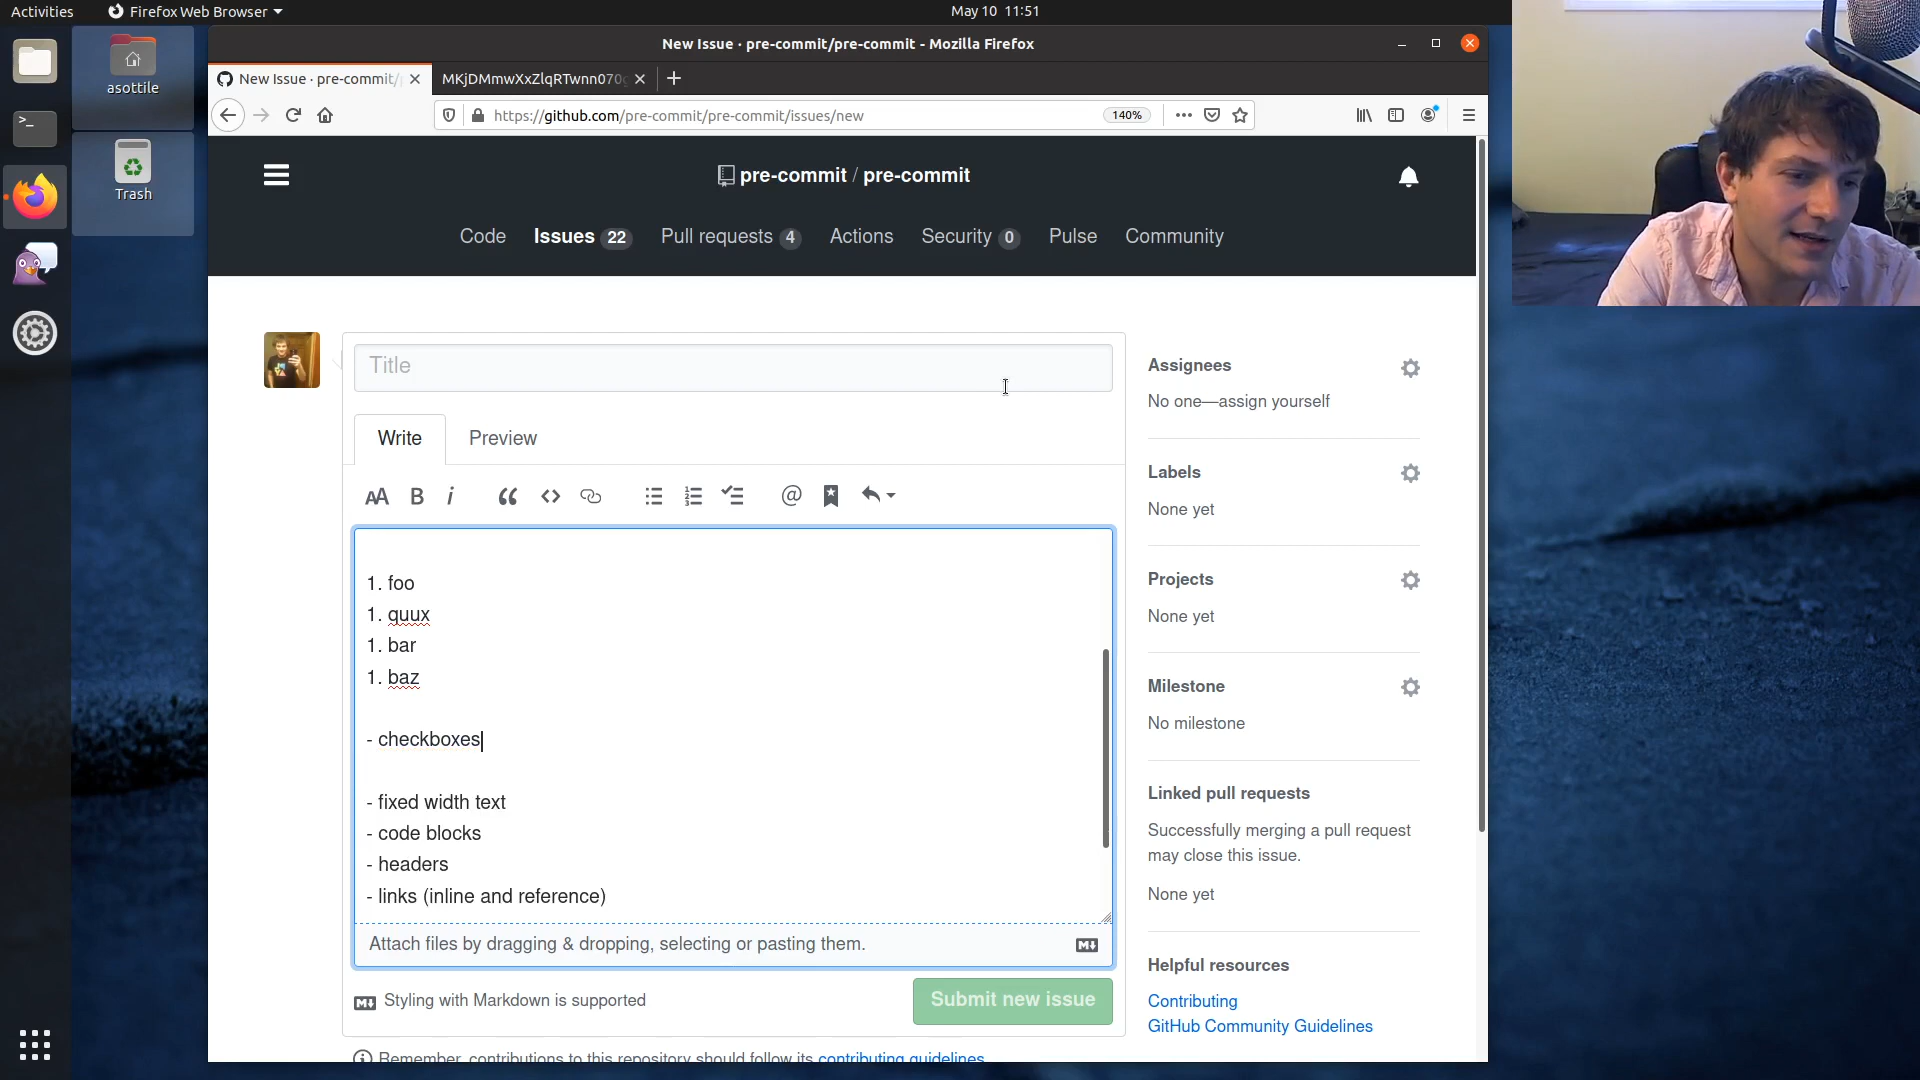 Activities
Firefox Web Browser
May 10 11:51
asottile
Trash
New Issue · pre-commit/pre-commit - Mozilla Firefox
New Issue · pre-commit/
MKjDMmwXxZlqRTwnn070
https://github.com/pre-commit/pre-commit/issues/new
140%
pre-commit / pre-commit
Code
Issues 22
Pull requests 4
Actions
Security 0
Pulse
Community
Title
Write
Preview
1. foo
1. quux
1. bar
1. baz
- checkboxes
- fixed width text
- code blocks
- headers
- links (inline and reference)
Attach files by dragging & dropping, selecting or pasting them.
Styling with Markdown is supported
Submit new issue
Remember, contributions to this repository should follow its contributing guidelines
Assignees
No one—assign yourself
Labels
None yet
Projects
None yet
Milestone
No milestone
Linked pull requests
Successfully merging a pull request
may close this issue.
None yet
Helpful resources
Contributing
GitHub Community Guidelines